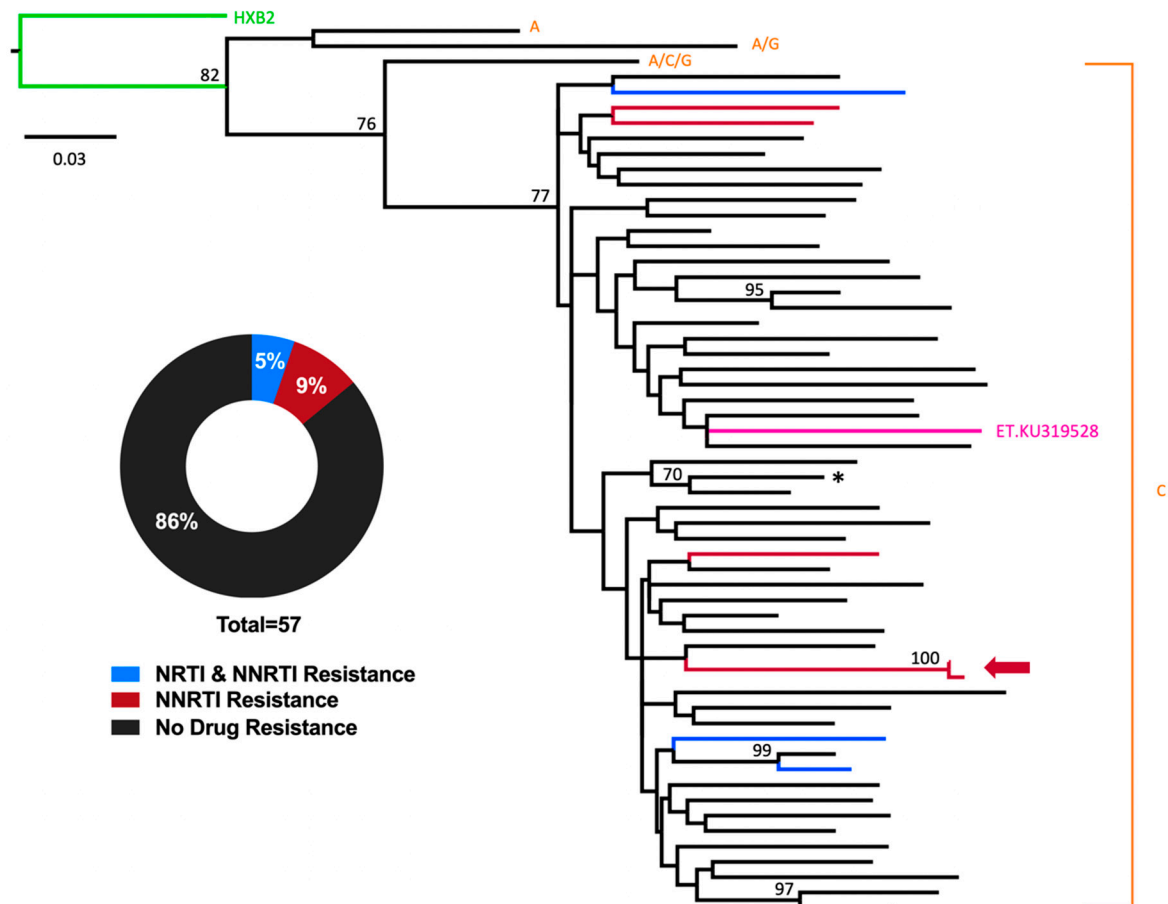 HXB2
A
A/G
A/C/G
82
76
0.03
77
95
ET.KU319528
70
*
C
5%
9%
86%
Total=57
NRTI & NNRTI Resistance
NNRTI Resistance
No Drug Resistance
100
99
97